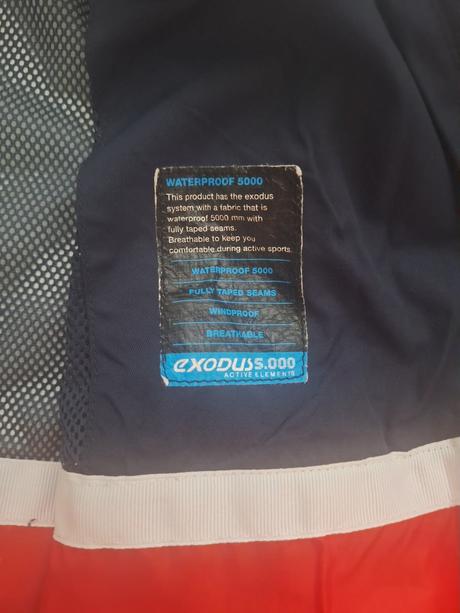 WATERPROOF 5000
This product has the exodus
system with a fabric that is
waterproof 5000 mm with
fully taped seams.
Breathable to keep you
comfortable during active sports.
WATERPROOF 5000
FULLY TAPED SEAMS
WINDPROOF
BREATHABLE
exodus5.000
ACTIVE ELEMENTS